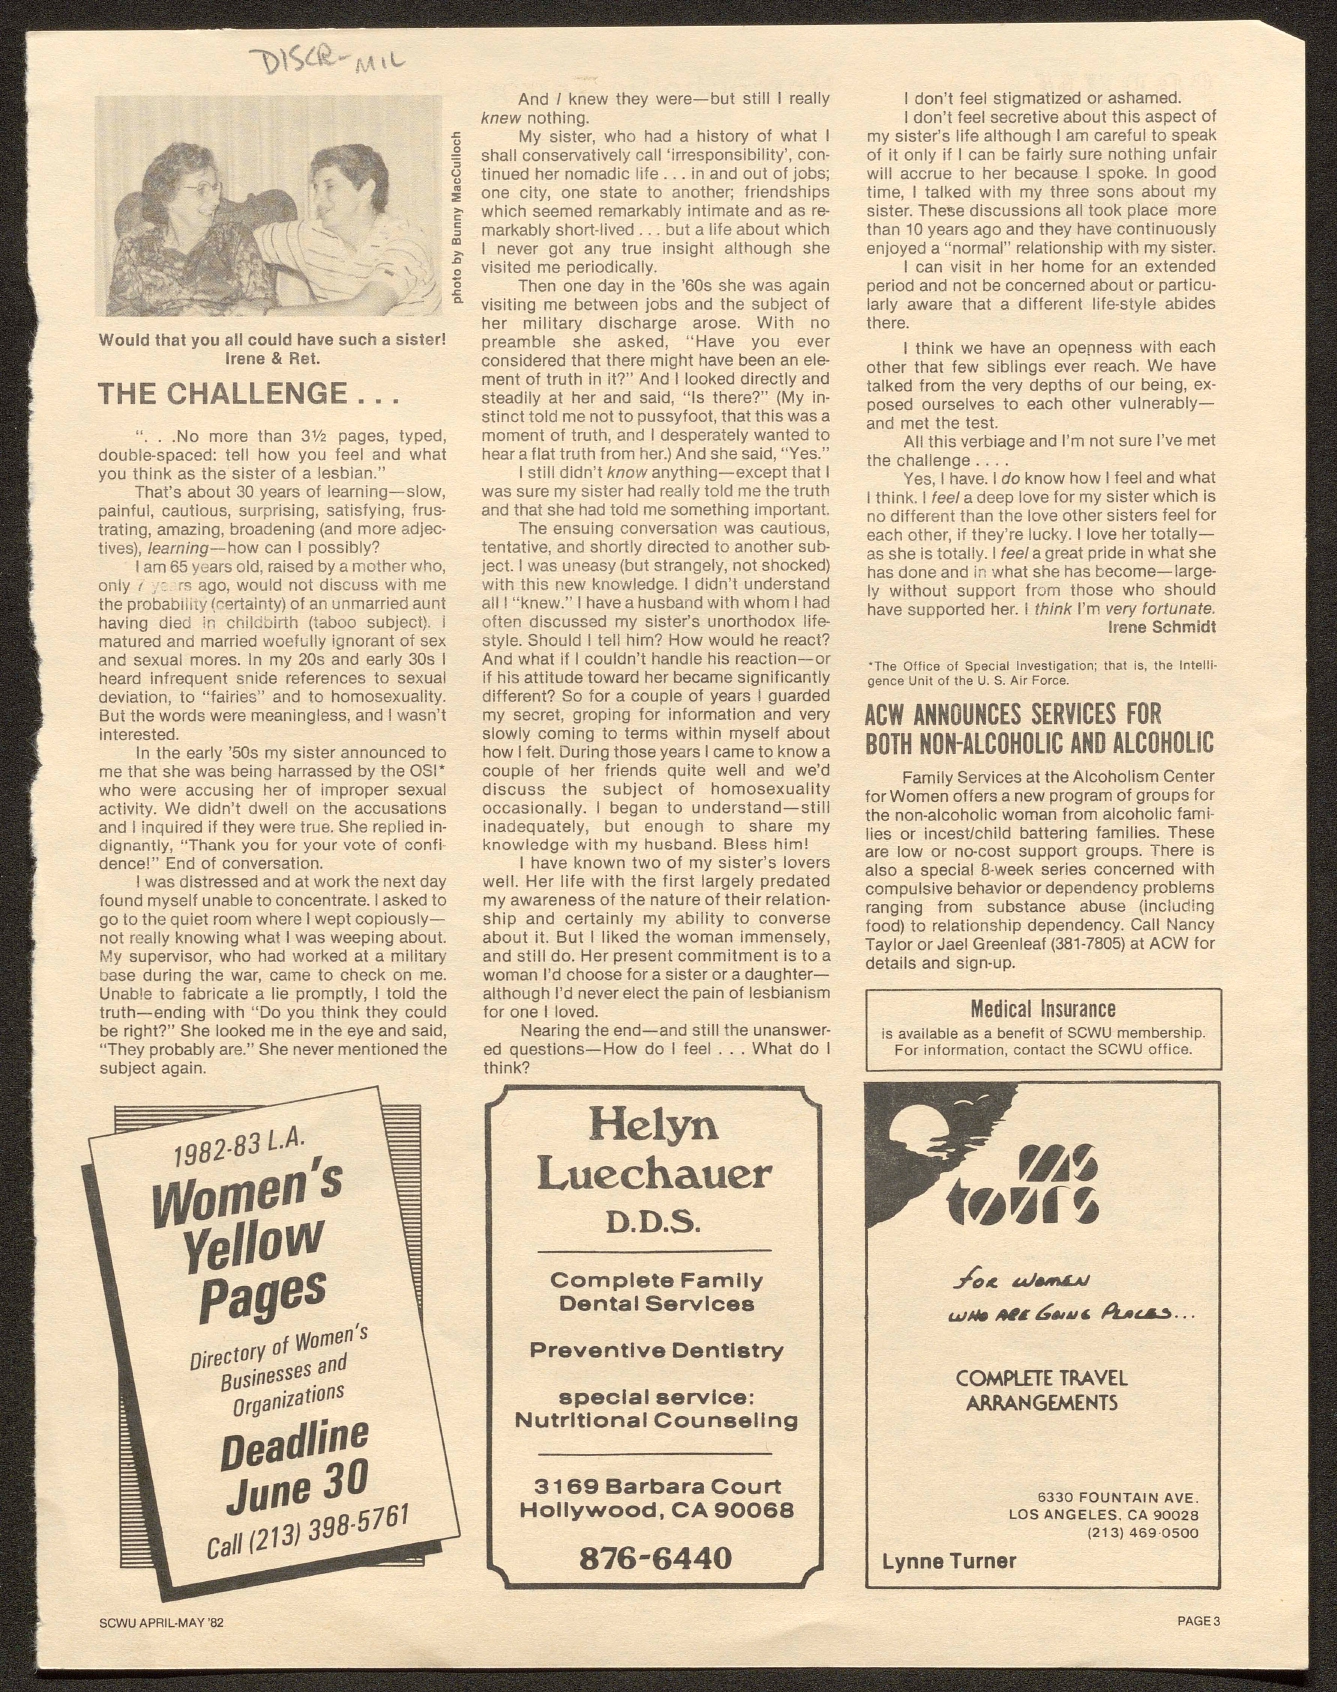 DISCR-MIL
photo by Bunny MacCulloch
Would that you all could have such a sister!
Irene & Ret.
THE CHALLENGE . . .
“. . .No more than 3½ pages, typed,
double-spaced: tell how you feel and what
you think as the sister of a lesbian.”
That’s about 30 years of learning—slow,
painful, cautious, surprising, satisfying, frus-
trating, amazing, broadening (and more adjec-
tives), learning—how can I possibly?
I am 65 years old, raised by a mother who,
only 7 years ago, would not discuss with me
the probability (certainty) of an unmarried aunt
having died in childbirth (taboo subject). I
matured and married woefully ignorant of sex
and sexual mores. In my 20s and early 30s I
heard infrequent snide references to sexual
deviation, to “fairies” and to homosexuality.
But the words were meaningless, and I wasn’t
interested.
In the early ’50s my sister announced to
me that she was being harrassed by the OSI*
who were accusing her of improper sexual
activity. We didn’t dwell on the accusations
and I inquired if they were true. She replied in-
dignantly, “Thank you for your vote of confi-
dence!” End of conversation.
I was distressed and at work the next day
found myself unable to concentrate. I asked to
go to the quiet room where I wept copiously—
not really knowing what I was weeping about.
My supervisor, who had worked at a military
base during the war, came to check on me.
Unable to fabricate a lie promptly, I told the
truth—ending with “Do you think they could
be right?” She looked me in the eye and said,
“They probably are.” She never mentioned the
subject again.
And I knew they were—but still I really
knew nothing.
My sister, who had a history of what I
shall conservatively call ‘irresponsibility’, con-
tinued her nomadic life . . . in and out of jobs;
one city, one state to another; friendships
which seemed remarkably intimate and as re-
markably short-lived . . . but a life about which
I never got any true insight although she
visited me periodically.
Then one day in the ’60s she was again
visiting me between jobs and the subject of
her military discharge arose. With no
preamble she asked, “Have you ever
considered that there might have been an ele-
ment of truth in it?” And I looked directly and
steadily at her and said, “Is there?” (My in-
stinct told me not to pussyfoot, that this was a
moment of truth, and I desperately wanted to
hear a flat truth from her.) And she said, “Yes.”
I still didn’t know anything—except that I
was sure my sister had really told me the truth
and that she had told me something important.
The ensuing conversation was cautious,
tentative, and shortly directed to another sub-
ject. I was uneasy (but strangely, not shocked)
with this new knowledge. I didn’t understand
all I “knew.” I have a husband with whom I had
often discussed my sister’s unorthodox life-
style. Should I tell him? How would he react?
And what if I couldn’t handle his reaction—or
if his attitude toward her became significantly
different? So for a couple of years I guarded
my secret, groping for information and very
slowly coming to terms within myself about
how I felt. During those years I came to know a
couple of her friends quite well and we’d
discuss the subject of homosexuality
occasionally. I began to understand—still
inadequately, but enough to share my
knowledge with my husband. Bless him!
I have known two of my sister’s lovers
well. Her life with the first largely predated
my awareness of the nature of their relation-
ship and certainly my ability to converse
about it. But I liked the woman immensely,
and still do. Her present commitment is to a
woman I’d choose for a sister or a daughter—
although I’d never elect the pain of lesbianism
for one I loved.
Nearing the end—and still the unanswer-
ed questions—How do I feel . . . What do I
think?
I don’t feel stigmatized or ashamed.
I don’t feel secretive about this aspect of
my sister’s life although I am careful to speak
of it only if I can be fairly sure nothing unfair
will accrue to her because I spoke. In good
time, I talked with my three sons about my
sister. These discussions all took place more
than 10 years ago and they have continuously
enjoyed a “normal” relationship with my sister.
I can visit in her home for an extended
period and not be concerned about or particu-
larly aware that a different life-style abides
there.
I think we have an openness with each
other that few siblings ever reach. We have
talked from the very depths of our being, ex-
posed ourselves to each other vulnerably—
and met the test.
All this verbiage and I’m not sure I’ve met
the challenge . . . .
Yes, I have. I do know how I feel and what
I think. I feel a deep love for my sister which is
no different than the love other sisters feel for
each other, if they’re lucky. I love her totally—
as she is totally. I feel a great pride in what she
has done and in what she has become—large-
ly without support from those who should
have supported her. I think I’m very fortunate.
Irene Schmidt
*The Office of Special Investigation; that is, the Intelli-
gence Unit of the U. S. Air Force.
ACW ANNOUNCES SERVICES FOR
BOTH NON-ALCOHOLIC AND ALCOHOLIC
Family Services at the Alcoholism Center
for Women offers a new program of groups for
the non-alcoholic woman from alcoholic fami-
lies or incest/child battering families. These
are low or no-cost support groups. There is
also a special 8-week series concerned with
compulsive behavior or dependency problems
ranging from substance abuse (including
food) to relationship dependency. Call Nancy
Taylor or Jael Greenleaf (381-7805) at ACW for
details and sign-up.
Medical Insurance
is available as a benefit of SCWU membership.
For information, contact the SCWU office.
1982-83 L.A.
Women’s
Yellow
Pages
Directory of Women’s
Businesses and
Organizations
Deadline
June 30
Call (213) 398-5761
Helyn
Luechauer
D.D.S.
Complete Family
Dental Services
Preventive Dentistry
special service:
Nutritional Counseling
3169 Barbara Court
Hollywood, CA 90068
876-6440
ms
tours
for women
who are going places...
COMPLETE TRAVEL
ARRANGEMENTS
6330 FOUNTAIN AVE.
LOS ANGELES, CA 90028
(213) 469-0500
Lynne Turner
SCWU APRIL-MAY ’82
PAGE 3